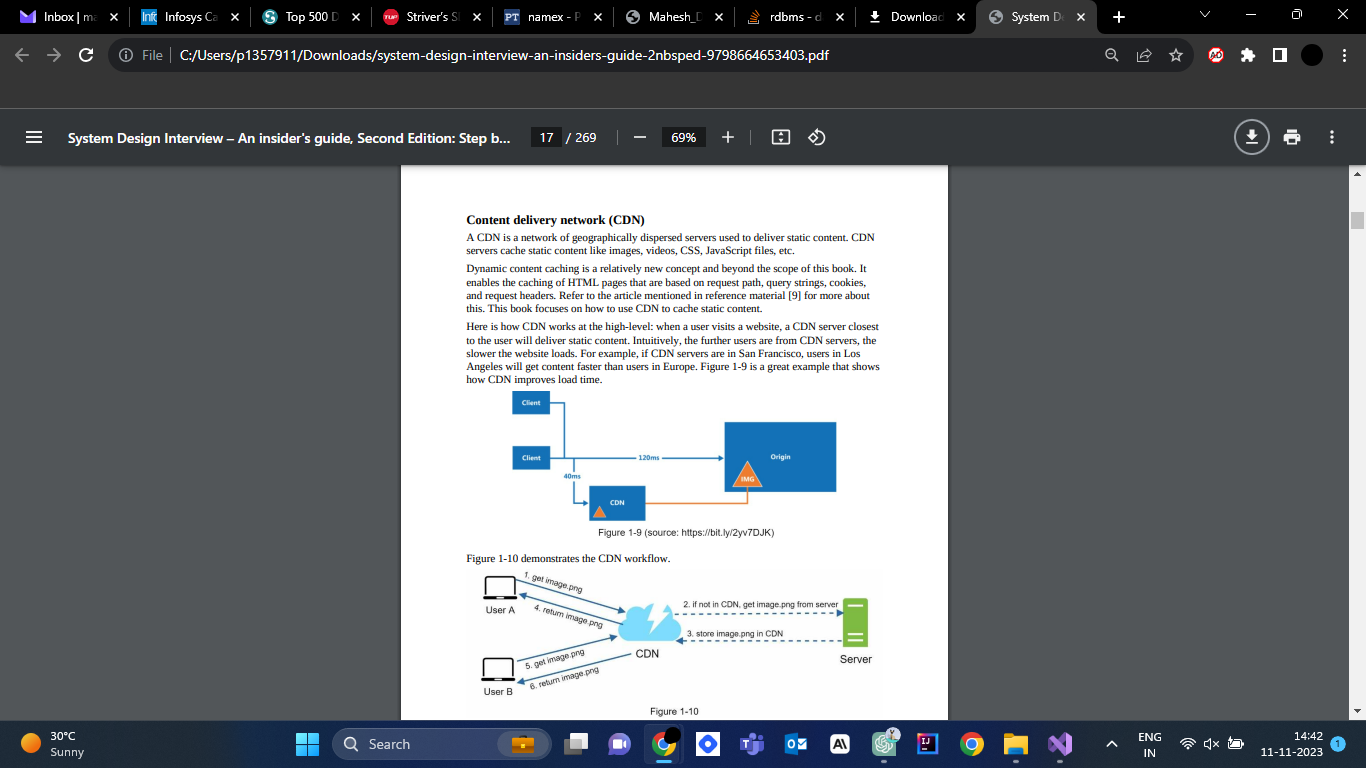 Inbox | ma
Infosys Ca
Top 500 D
TUF
Striver's S
PT
namex - P
Mahesh_D
rdbms - d
Download
System De
File
C:/Users/p1357911/Downloads/system-design-interview-an-insiders-guide-2nbsped-9798664653403.pdf
System Design Interview – An insider's guide, Second Edition: Step b...
17 / 269
69%
Content delivery network (CDN)
A CDN is a network of geographically dispersed servers used to deliver static content. CDN
servers cache static content like images, videos, CSS, JavaScript files, etc.
Dynamic content caching is a relatively new concept and beyond the scope of this book. It
enables the caching of HTML pages that are based on request path, query strings, cookies,
and request headers. Refer to the article mentioned in reference material [9] for more about
this. This book focuses on how to use CDN to cache static content.
Here is how CDN works at the high-level: when a user visits a website, a CDN server closest
to the user will deliver static content. Intuitively, the further users are from CDN servers, the
slower the website loads. For example, if CDN servers are in San Francisco, users in Los
Angeles will get content faster than users in Europe. Figure 1-9 is a great example that shows
how CDN improves load time.
Client
Client
120ms
Origin
IMG
40ms
CDN
Figure 1-9 (source: https://bit.ly/2yv7DJK)
Figure 1-10 demonstrates the CDN workflow.
1. get image.png
User A
4. return image.png
2. if not in CDN, get image.png from server
3. store image.png in CDN
CDN
Server
5. get image.png
6. return image.png
User B
Figure 1-10
30°C
Sunny
Search
ENG
IN
14:42
11-11-2023
1